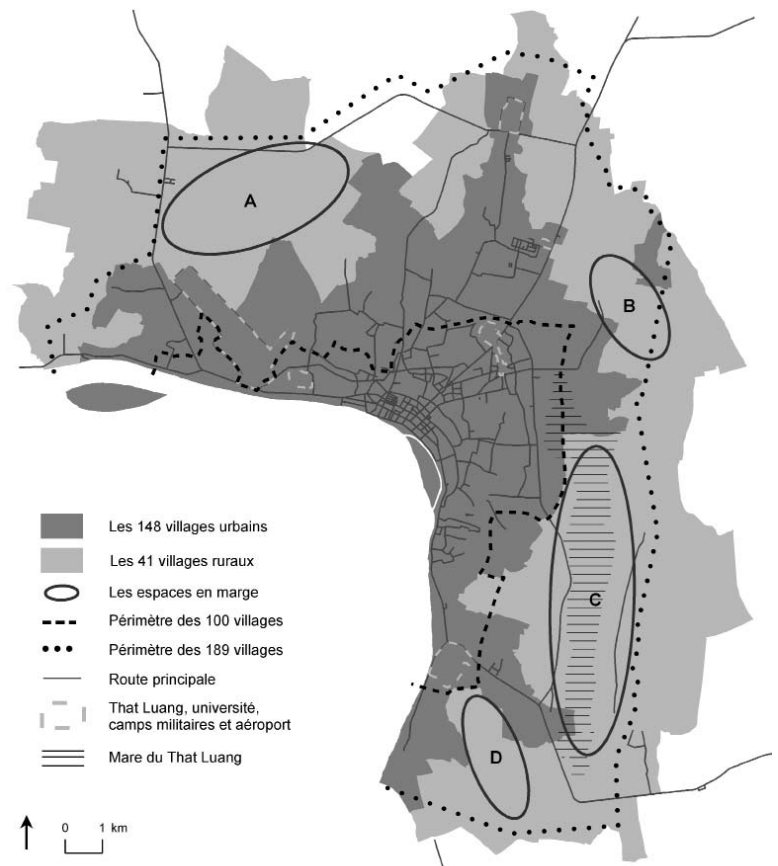 A
B
C
D
Les 148 villages urbains
Les 41 villages ruraux
Les espaces en marge
Périmètre des 100 villages
Périmètre des 189 villages
Route principale
That Luang, université,
camps militaires et aéroport
Mare du That Luang
0 1 km